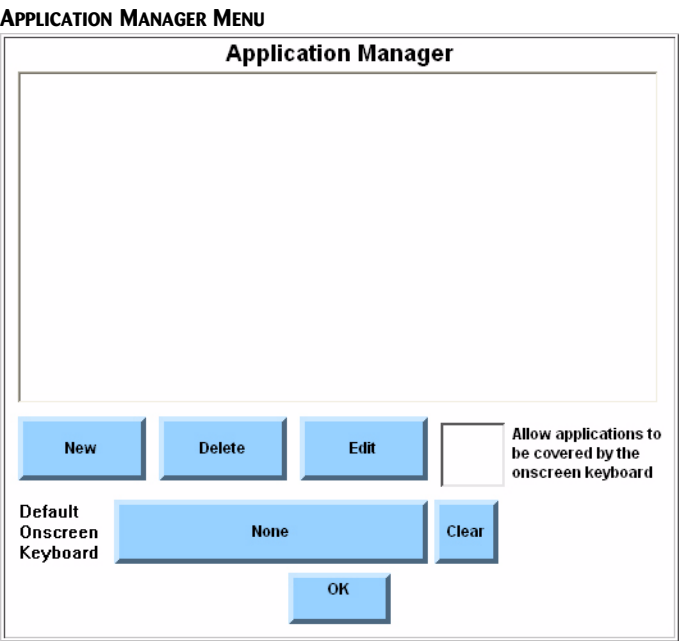 APPLICATION MANAGER MENU
Application Manager
New
Delete
Edit
Allow applications to
be covered by the
onscreen keyboard
Default
Onscreen
Keyboard
None
Clear
OK